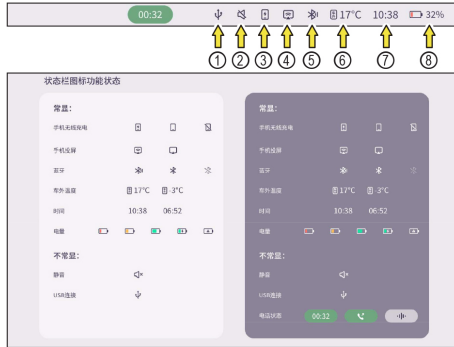 00:32 17°C 10:38 32%
① ② ③ ④ ⑤ ⑥ ⑦ ⑧
状态栏图标功能状态
常显:
手机无线充电
手机投屏
蓝牙
车外温度 17°C -3°C
时间 10:38 06:52
电量
不常显:
静音
USB连接
常显:
手机无线充电
手机投屏
蓝牙
车外温度 17°C -3°C
时间 10:38 06:52
电量
不常显:
静音
USB连接
电话状态 00:32